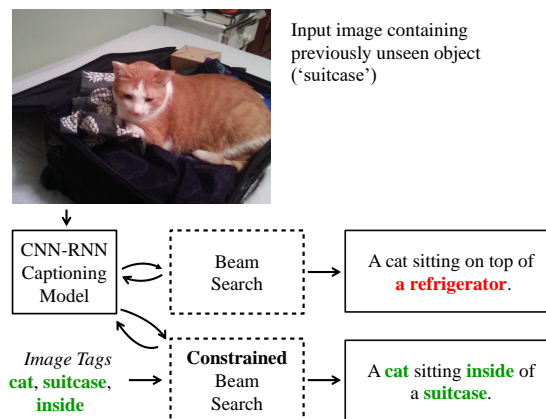 Input image containing
previously unseen object
(‘suitcase’)
CNN-RNN
Captioning
Model
Beam
Search
A cat sitting on top of
a refrigerator.
Image Tags
cat, suitcase,
inside
Constrained
Beam
Search
A cat sitting inside of
a suitcase.